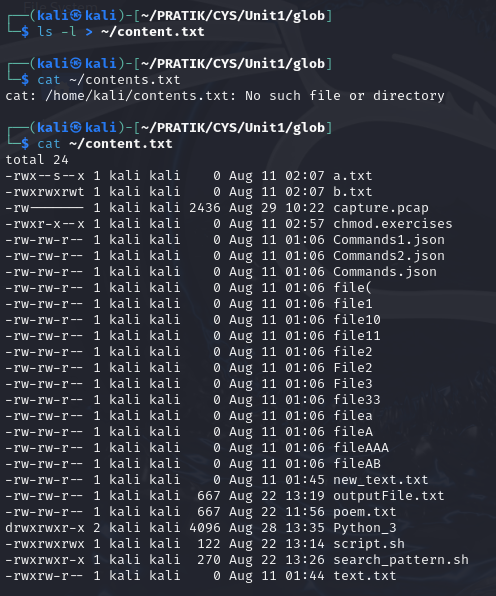 ┌──(kali㉿kali)-[~/PRATIK/CYS/Unit1/glob]
└─$ ls -l > ~/content.txt
┌──(kali㉿kali)-[~/PRATIK/CYS/Unit1/glob]
└─$ cat ~/contents.txt
cat: /home/kali/contents.txt: No such file or directory
┌──(kali㉿kali)-[~/PRATIK/CYS/Unit1/glob]
└─$ cat ~/content.txt
total 24
-rwx--s--x 1 kali kali    0 Aug 11 02:07 a.txt
-rwxrwxrwt 1 kali kali    0 Aug 11 02:07 b.txt
-rw------- 1 kali kali 2436 Aug 29 10:22 capture.pcap
-rwxr-x--x 1 kali kali    0 Aug 11 02:57 chmod.exercises
-rw-rw-r-- 1 kali kali    0 Aug 11 01:06 Commands1.json
-rw-rw-r-- 1 kali kali    0 Aug 11 01:06 Commands2.json
-rw-rw-r-- 1 kali kali    0 Aug 11 01:06 Commands.json
-rw-rw-r-- 1 kali kali    0 Aug 11 01:06 file(
-rw-rw-r-- 1 kali kali    0 Aug 11 01:06 file1
-rw-rw-r-- 1 kali kali    0 Aug 11 01:06 file10
-rw-rw-r-- 1 kali kali    0 Aug 11 01:06 file11
-rw-rw-r-- 1 kali kali    0 Aug 11 01:06 file2
-rw-rw-r-- 1 kali kali    0 Aug 11 01:06 File2
-rw-rw-r-- 1 kali kali    0 Aug 11 01:06 File3
-rw-rw-r-- 1 kali kali    0 Aug 11 01:06 file33
-rw-rw-r-- 1 kali kali    0 Aug 11 01:06 filea
-rw-rw-r-- 1 kali kali    0 Aug 11 01:06 fileA
-rw-rw-r-- 1 kali kali    0 Aug 11 01:06 fileAAA
-rw-rw-r-- 1 kali kali    0 Aug 11 01:06 fileAB
-rw-rw-r-- 1 kali kali    0 Aug 11 01:45 new_text.txt
-rw-rw-r-- 1 kali kali  667 Aug 22 13:19 outputFile.txt
-rw-rw-r-- 1 kali kali  667 Aug 22 11:56 poem.txt
drwxrwxr-x 2 kali kali 4096 Aug 28 13:35 Python_3
-rwxrwxrwx 1 kali kali  122 Aug 22 13:14 script.sh
-rwxrwxr-x 1 kali kali  270 Aug 22 13:26 search_pattern.sh
-rwxrw-r-- 1 kali kali    0 Aug 11 01:44 text.txt